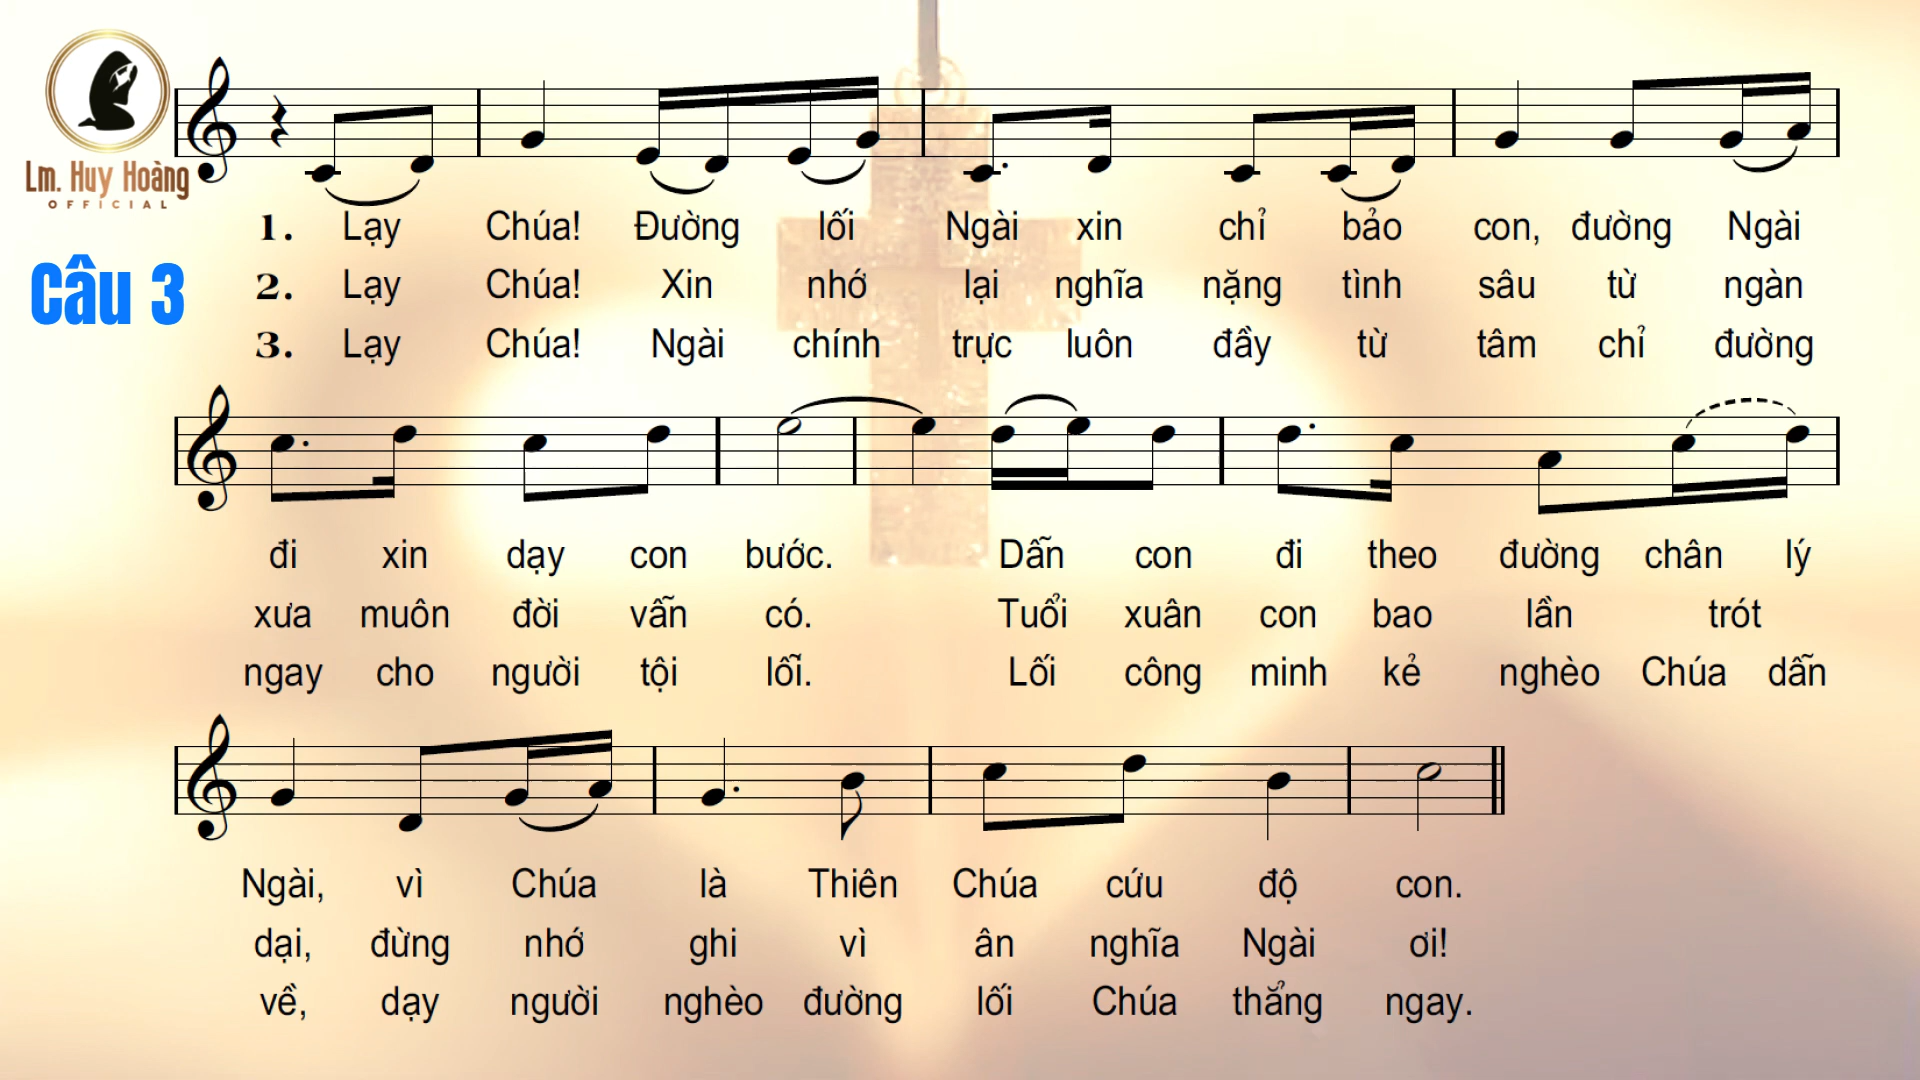 Lm. Huy Hoàng
OFFICIAL
Câu 3
1. Lạy Chúa! Đường lối Ngài xin chỉ bảo con, đường Ngài
2. Lạy Chúa! Xin nhớ lại nghĩa nặng tình sâu từ ngàn
3. Lạy Chúa! Ngài chính trực luôn đầy từ tâm chỉ đường
đi xin dạy con bước. Dẫn con đi theo đường chân lý
xưa muôn đời vẫn có. Tuổi xuân con bao lần trót
ngay cho người tội lỗi. Lối công minh kẻ nghèo Chúa dẫn
Ngài, vì Chúa là Thiên Chúa cứu độ con.
dại, đừng nhớ ghi vì ân nghĩa Ngài ơi!
về, dạy người nghèo đường lối Chúa thẳng ngay.